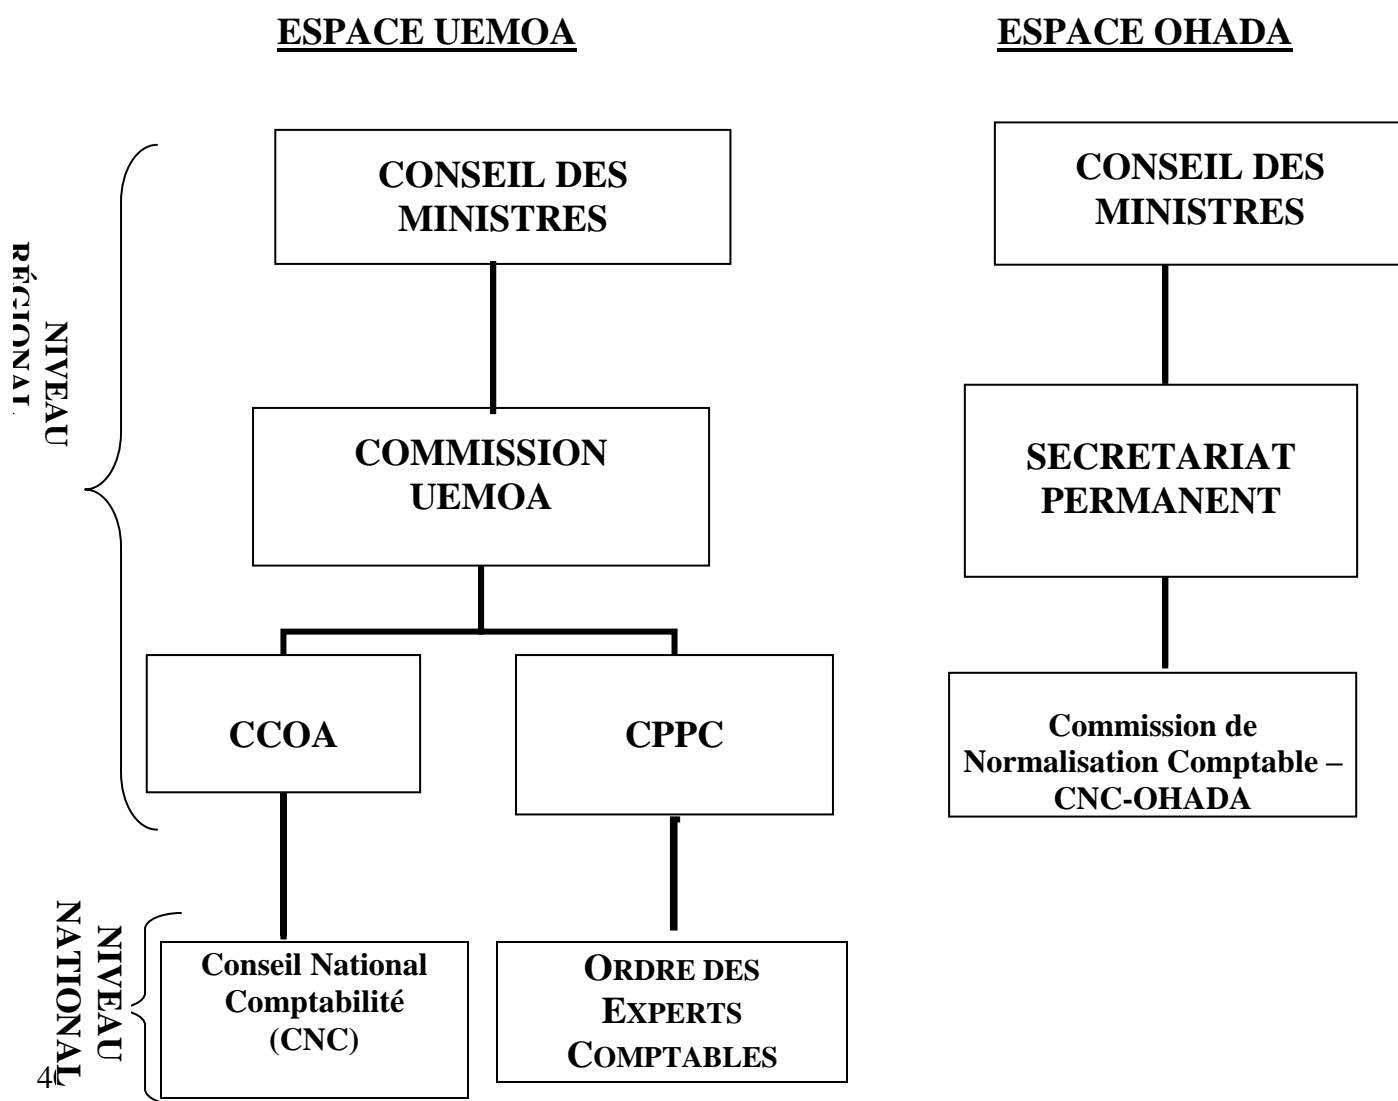 ESPACE UEMOA
ESPACE OHADA
CONSEIL DES
MINISTRES
CONSEIL DES
MINISTRES
NIVEAU
RÉGIONAL
COMMISSION
UEMOA
SECRETARIAT
PERMANENT
CCOA
CPPC
Commission de
Normalisation Comptable –
CNC-OHADA
NIVEAU
NATIONAL
Conseil National
Comptabilité
(CNC)
ORDRE DES
EXPERTS
COMPTABLES